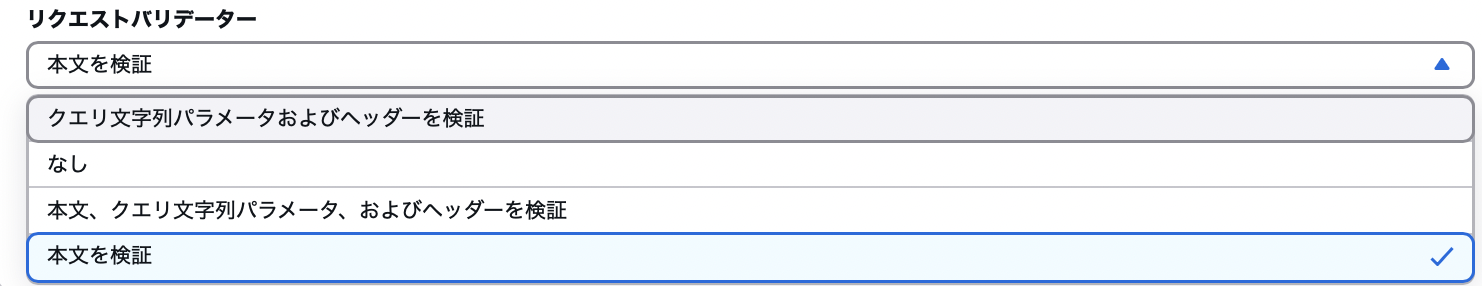 リクエストバリデーター
本文を検証
クエリ文字列パラメータおよびヘッダーを検証
なし
本文、クエリ文字列パラメータ、およびヘッダーを検証
本文を検証